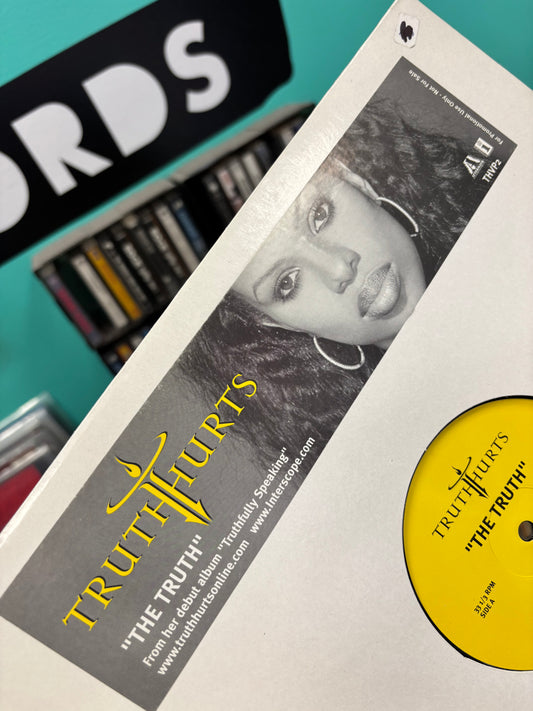 ORDS
For Promotional Use Only - Not For Sale
THVP2
TRUTHHURTS
"THE TRUTH"
From her debut album "Truthfully Speaking"
www.truthhurtsonline.com www.interscope.com
TRUTHHURTS
"THE TRUTH"
33 1/3 RPM
SIDE A